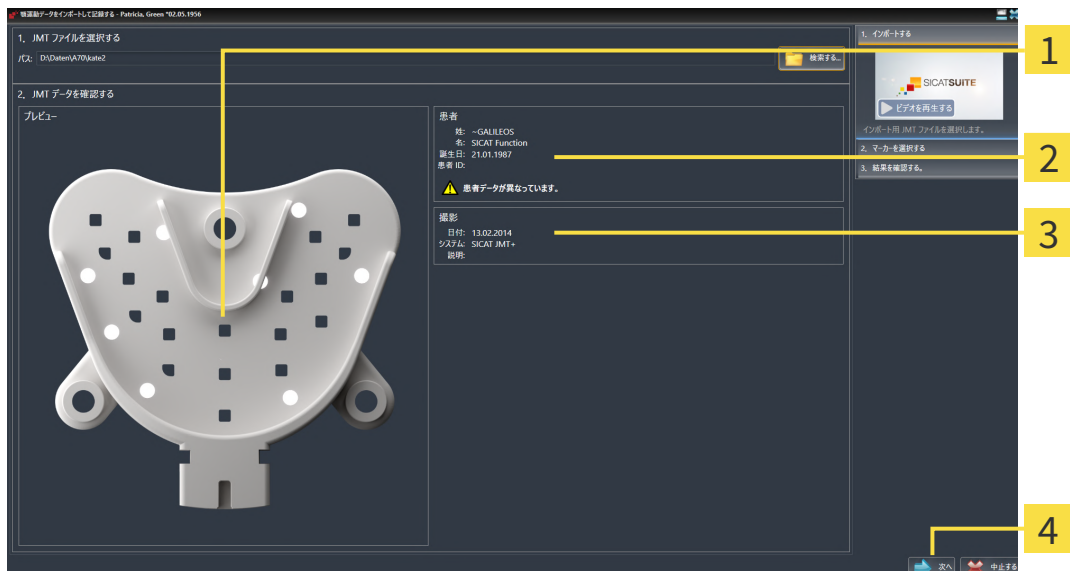 顎運動データをインポートして記録する - Patricia, Green *02.05.1956
1. JMT ファイルを選択する
パス: D:\Daten\A70\kate2
検索する...
2. JMT データを確認する
プレビュー
患者
姓: ~GALILEOS
名: SICAT Function
誕生日: 21.01.1987
患者 ID:
患者データが異なっています。
撮影
日付: 13.02.2014
システム: SICAT JMT+
説明:
1. インポートする
SICATSUITE
ビデオを再生する
インポート用 JMT ファイルを選択します。
2. マーカーを選択する
3. 結果を確認する。
次へ
中止する
1
2
3
4